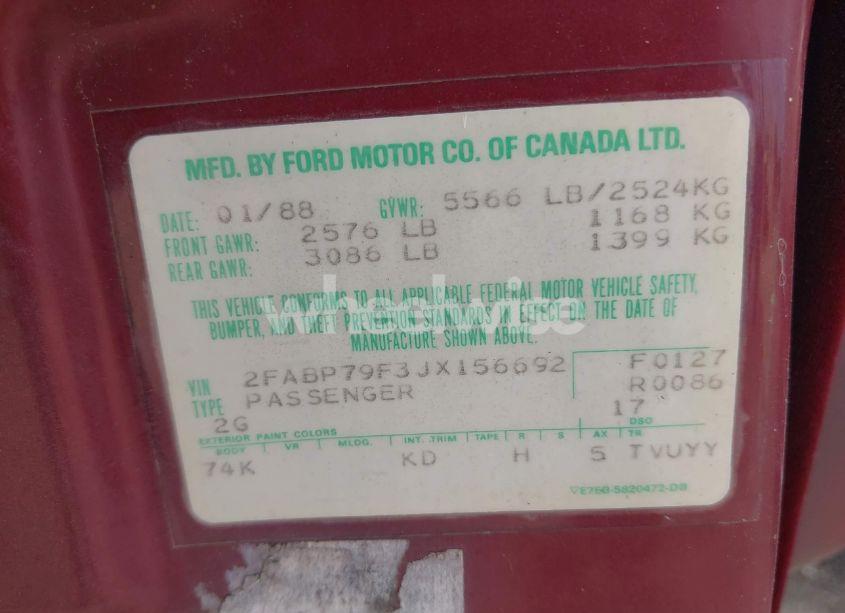 MFD. BY FORD MOTOR CO. OF CANADA LTD.
DATE: 01/88 GVWR: 5566 LB/2524KG
FRONT GAWR: 2576 LB 1168 KG
REAR GAWR: 3086 LB 1399 KG
THIS VEHICLE CONFORMS TO ALL APPLICABLE FEDERAL MOTOR VEHICLE SAFETY,
BUMPER, AND THEFT PREVENTION STANDARDS IN EFFECT ON THE DATE OF
MANUFACTURE SHOWN ABOVE.
VIN 2FABP79F3JX156692 F0127
TYPE PASSENGER R0086
2G 17 DSO
EXTERIOR PAINT COLORS
BODY VR MLDG. INT. TRIM TAPE R S AX TR
74K KD H S TVUYY
▽E7SB-5820472-DB